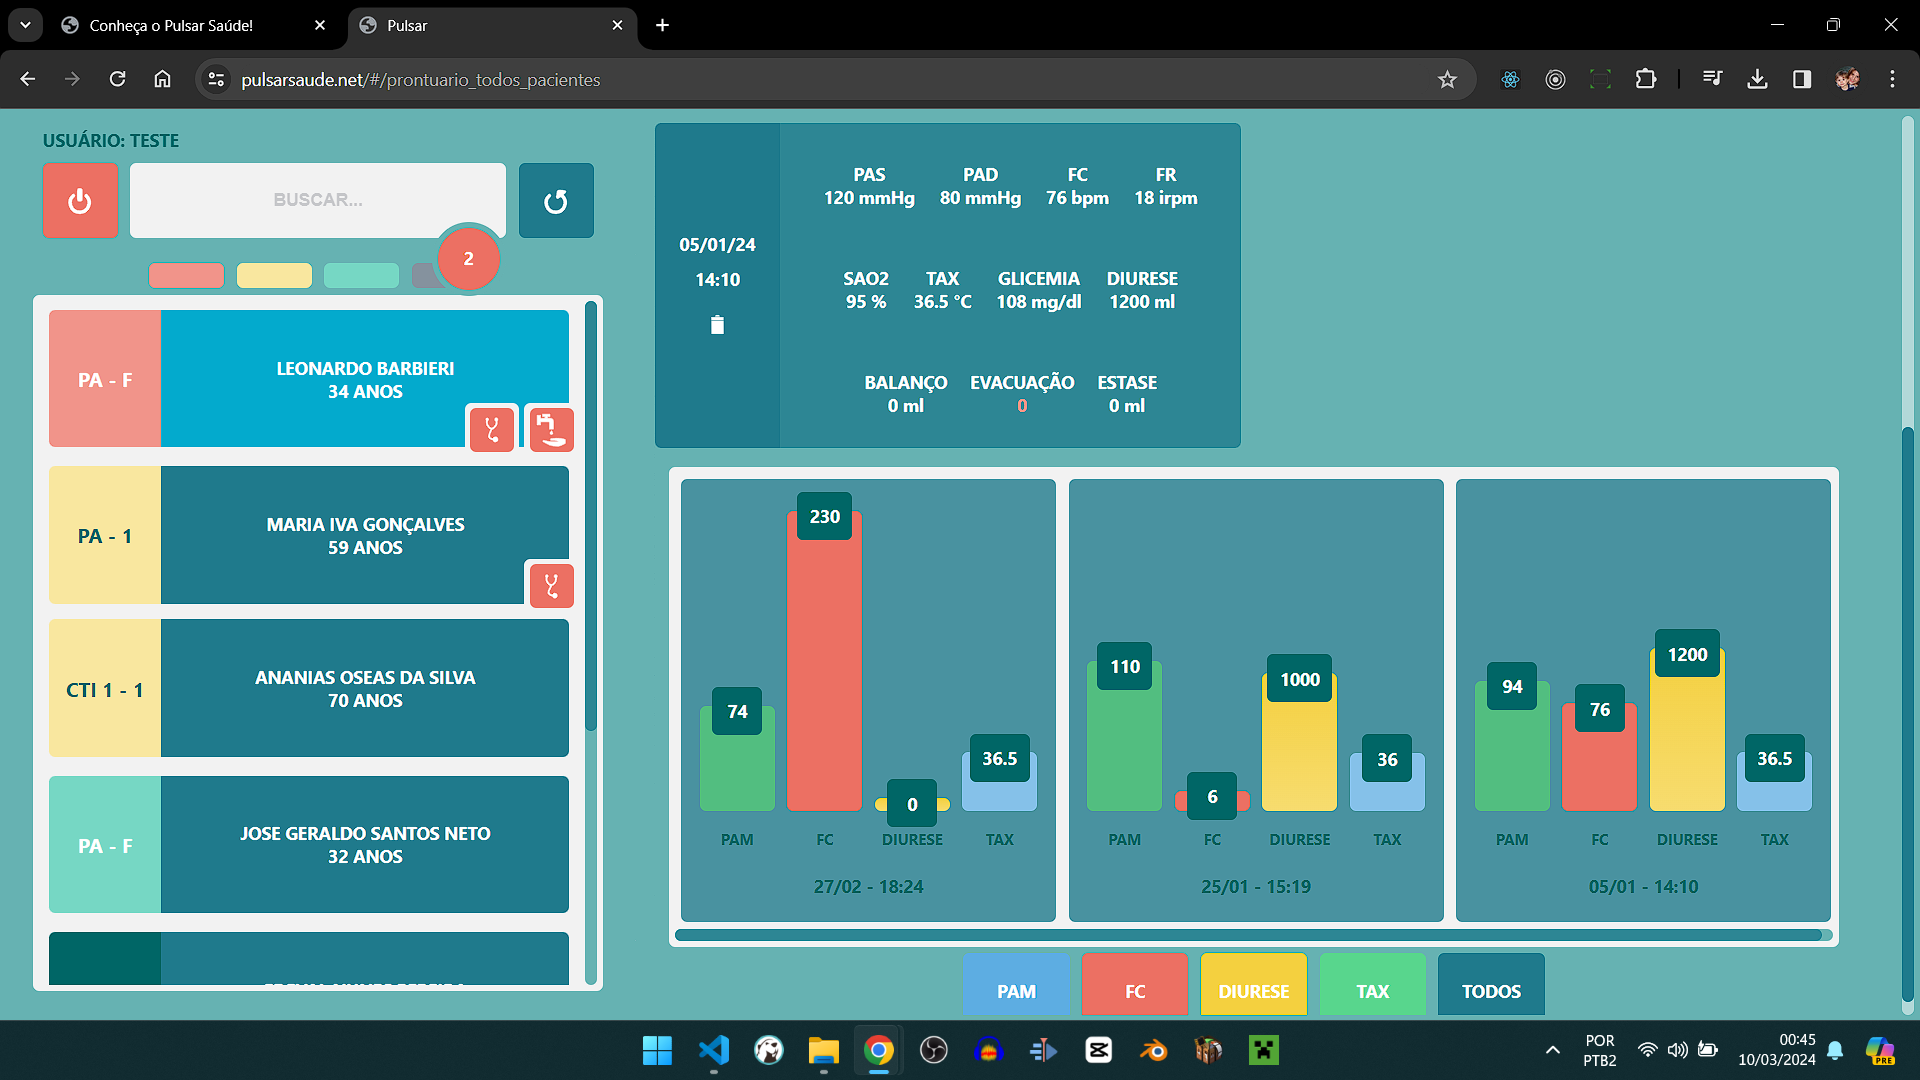 Conheça o Pulsar Saúde!
Pulsar
pulsarsaude.net/#/prontuario_todos_pacientes
USUÁRIO: TESTE
BUSCAR...
2
PA - F
LEONARDO BARBIERI
34 ANOS
PA - 1
MARIA IVA GONÇALVES
59 ANOS
CTI 1 - 1
ANANIAS OSEAS DA SILVA
70 ANOS
PA - F
JOSE GERALDO SANTOS NETO
32 ANOS
05/01/24
14:10
PAS PAD FC FR
120 mmHg 80 mmHg 76 bpm 18 irpm
SAO2 TAX GLICEMIA DIURESE
95 % 36.5 °C 108 mg/dl 1200 ml
BALANÇO EVACUAÇÃO ESTASE
0 ml 0 0 ml
74 230 0 36.5
PAM FC DIURESE TAX
27/02 - 18:24
110 6 1000 36
PAM FC DIURESE TAX
25/01 - 15:19
94 76 1200 36.5
PAM FC DIURESE TAX
05/01 - 14:10
PAM FC DIURESE TAX TODOS
POR
PTB2
00:45
10/03/2024
PRE